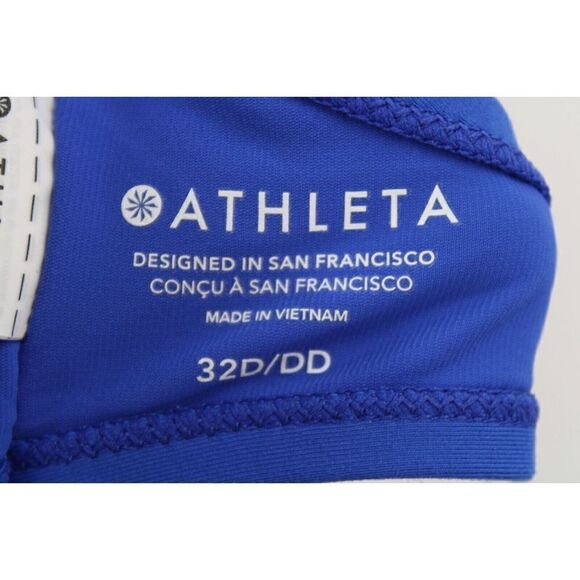 ATHLETA
DESIGNED IN SAN FRANCISCO
CONÇU À SAN FRANCISCO
MADE IN VIETNAM
32D/DD